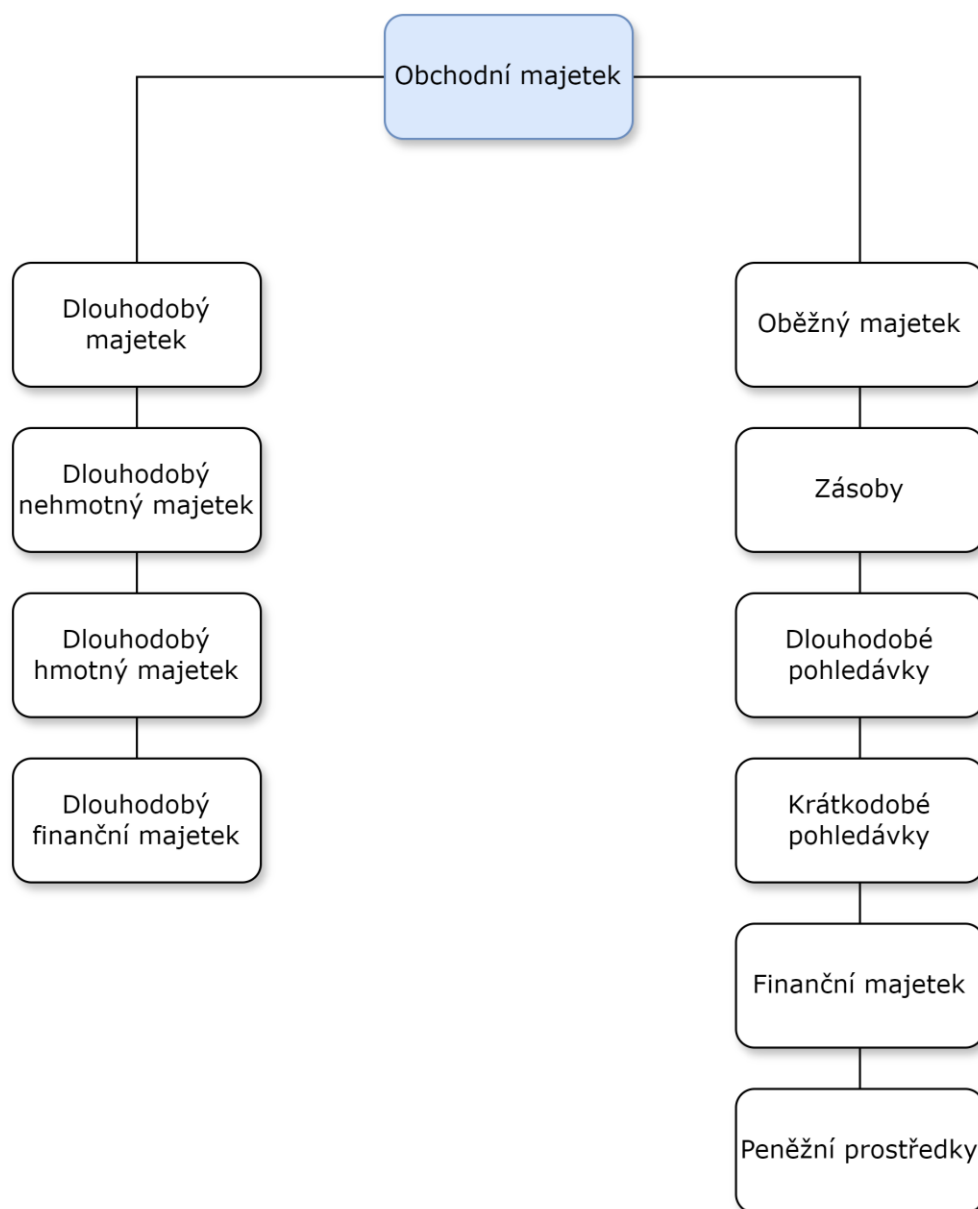 Obchodní majetek
Dlouhodobý
majetek
Dlouhodobý
nehmotný majetek
Dlouhodobý
hmotný majetek
Dlouhodobý
finanční majetek
Oběžný majetek
Zásoby
Dlouhodobé
pohledávky
Krátkodobé
pohledávky
Finanční majetek
Peněžní prostředky